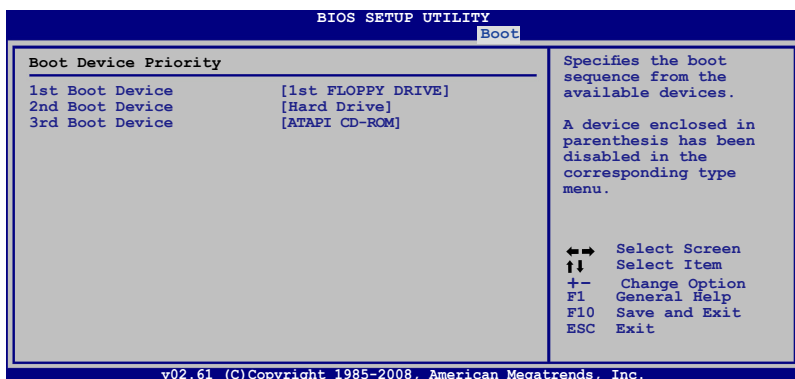 BIOS SETUP UTILITY
Boot
Boot Device Priority
1st Boot Device [1st FLOPPY DRIVE]
2nd Boot Device [Hard Drive]
3rd Boot Device [ATAPI CD-ROM]
Specifies the boot
sequence from the
available devices.
A device enclosed in
parenthesis has been
disabled in the
corresponding type
menu.
←→ Select Screen
↑↓ Select Item
+- Change Option
F1 General Help
F10 Save and Exit
ESC Exit
v02.61 (C)Copyright 1985-2008, American Megatrends, Inc.